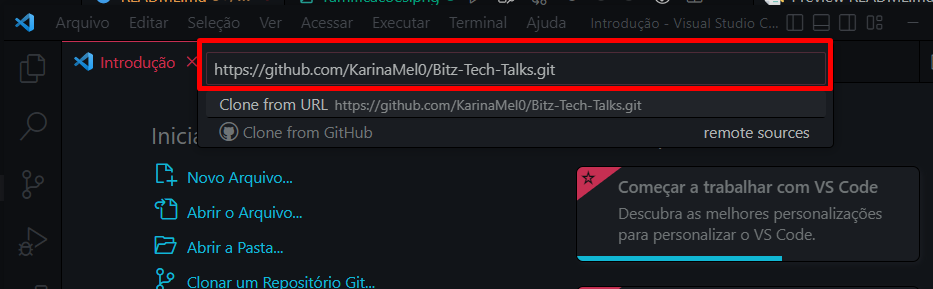 Arquivo Editar Seleção Ver Acessar Executar Terminal Ajuda Introdução - Visual Studio C...
Introdução
https://github.com/KarinaMel0/Bitz-Tech-Talks.git
Clone from URL https://github.com/KarinaMel0/Bitz-Tech-Talks.git
Clone from GitHub remote sources
Inicia
Novo Arquivo...
Abrir o Arquivo...
Abrir a Pasta...
Clonar um Repositório Git...
Começar a trabalhar com VS Code
Descubra as melhores personalizações
para personalizar o VS Code.